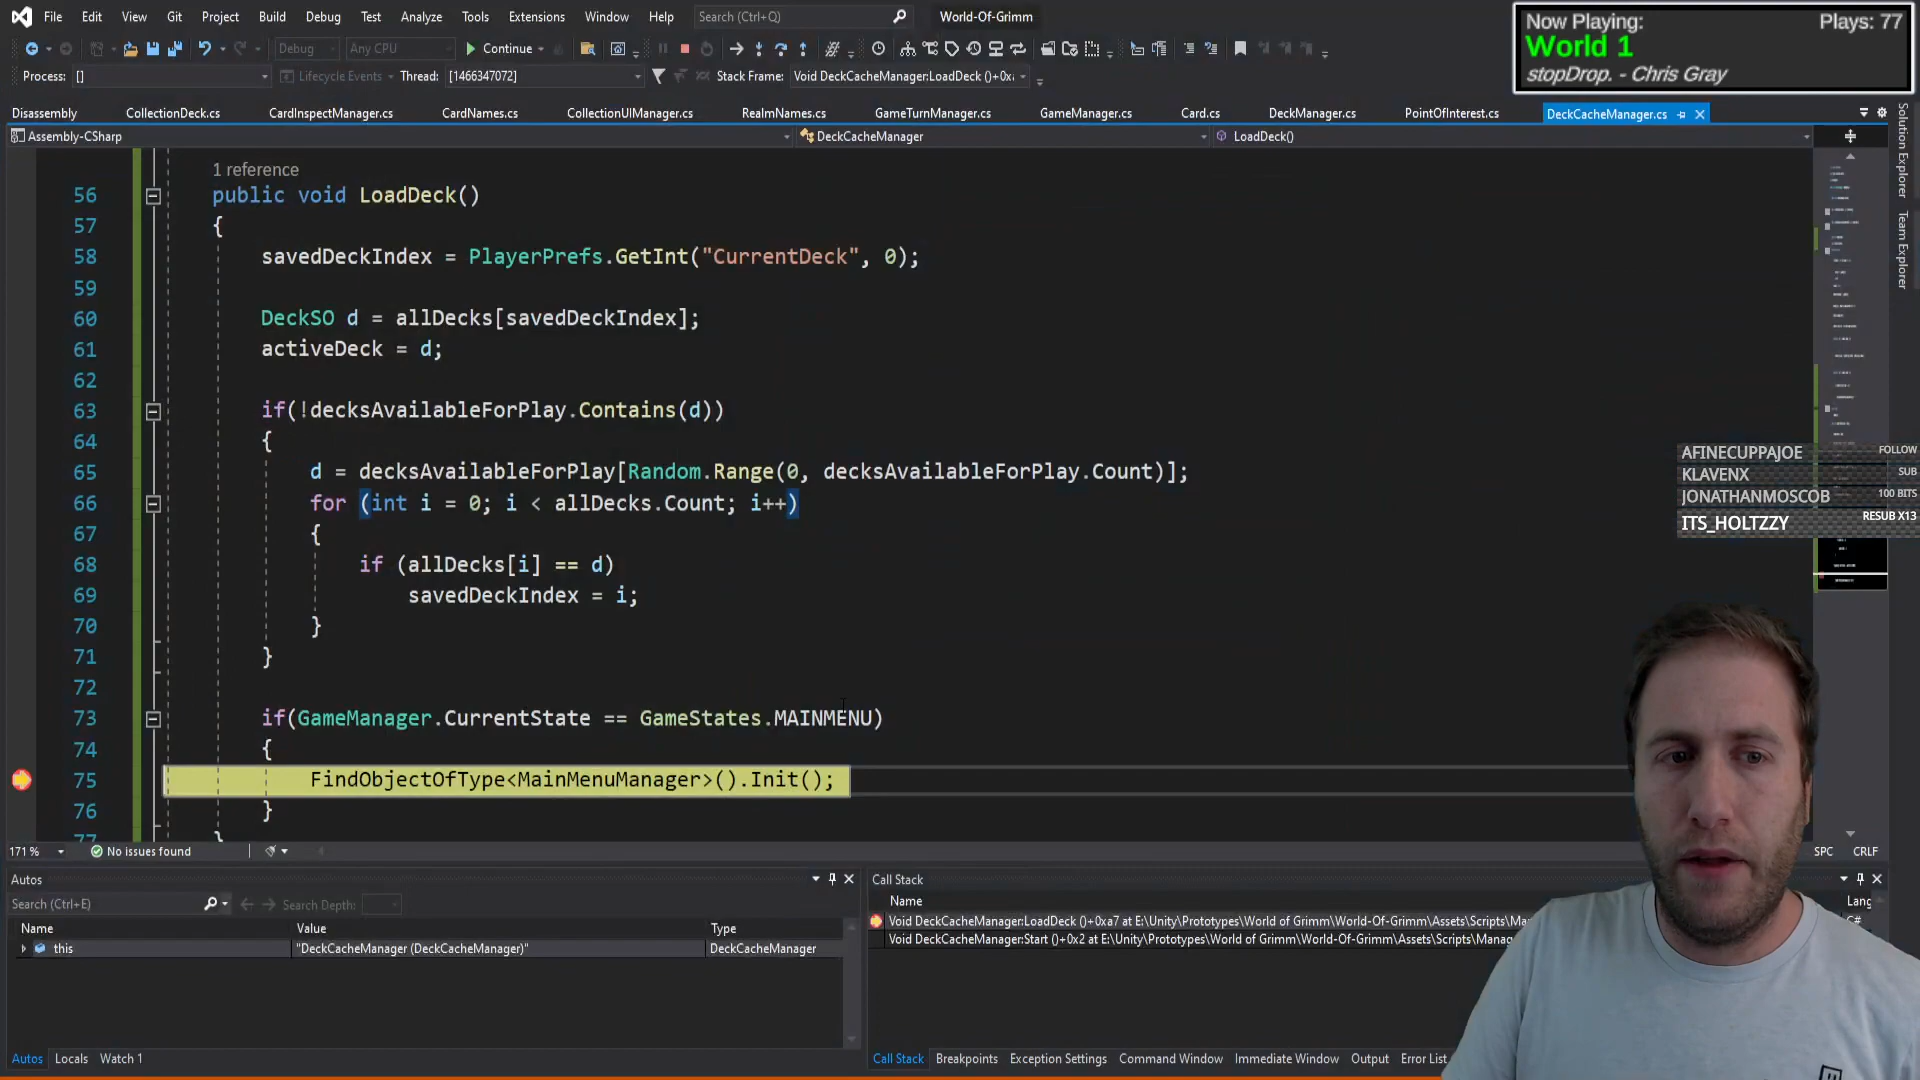 File Edit View Git Project Build Debug Test Analyze Tools Extensions Window Help Search (Ctrl+Q) World-Of-Grimm
Now Playing: Plays: 77
World 1
stopDrop. - Chris Gray
Debug Any CPU Continue
Process: [] Lifecycle Events Thread: [1466347072] Stack Frame: Void DeckCacheManager:LoadDeck ()+0xa
Disassembly CollectionDeck.cs CardInspectManager.cs CardNames.cs CollectionUIManager.cs RealmNames.cs GameTurnManager.cs GameManager.cs Card.cs DeckManager.cs PointOfInterest.cs DeckCacheManager.cs
Assembly-CSharp DeckCacheManager LoadDeck()
Solution Explorer
Team Explorer
1 reference
56 public void LoadDeck()
57 {
58 savedDeckIndex = PlayerPrefs.GetInt("CurrentDeck", 0);
59
60 DeckSO d = allDecks[savedDeckIndex];
61 activeDeck = d;
62
63 if(!decksAvailableForPlay.Contains(d))
64 {
65 d = decksAvailableForPlay[Random.Range(0, decksAvailableForPlay.Count)];
66 for (int i = 0; i < allDecks.Count; i++)
67 {
68 if (allDecks[i] == d)
69 savedDeckIndex = i;
70 }
71 }
72
73 if(GameManager.CurrentState == GameStates.MAINMENU)
74 {
75 FindObjectOfType<MainMenuManager>().Init();
76 }
77 }
AFINECUPPAJOE FOLLOW
KLAVENX SUB
JONATHANMOSCOB 100 BITS
ITS_HOLTZZY RESUB X13
171 % No issues found SPC CRLF
Autos
Search (Ctrl+E) Search Depth:
Name Value Type
this "DeckCacheManager (DeckCacheManager)" DeckCacheManager
Autos Locals Watch 1
Call Stack
Name Lang
Void DeckCacheManager:LoadDeck ()+0xa7 at E:\Unity\Prototypes\World of Grimm\World-Of-Grimm\Assets\Scripts\Ma C#
Void DeckCacheManager:Start ()+0x2 at E:\Unity\Prototypes\World of Grimm\World-Of-Grimm\Assets\Scripts\Manag
Call Stack Breakpoints Exception Settings Command Window Immediate Window Output Error List